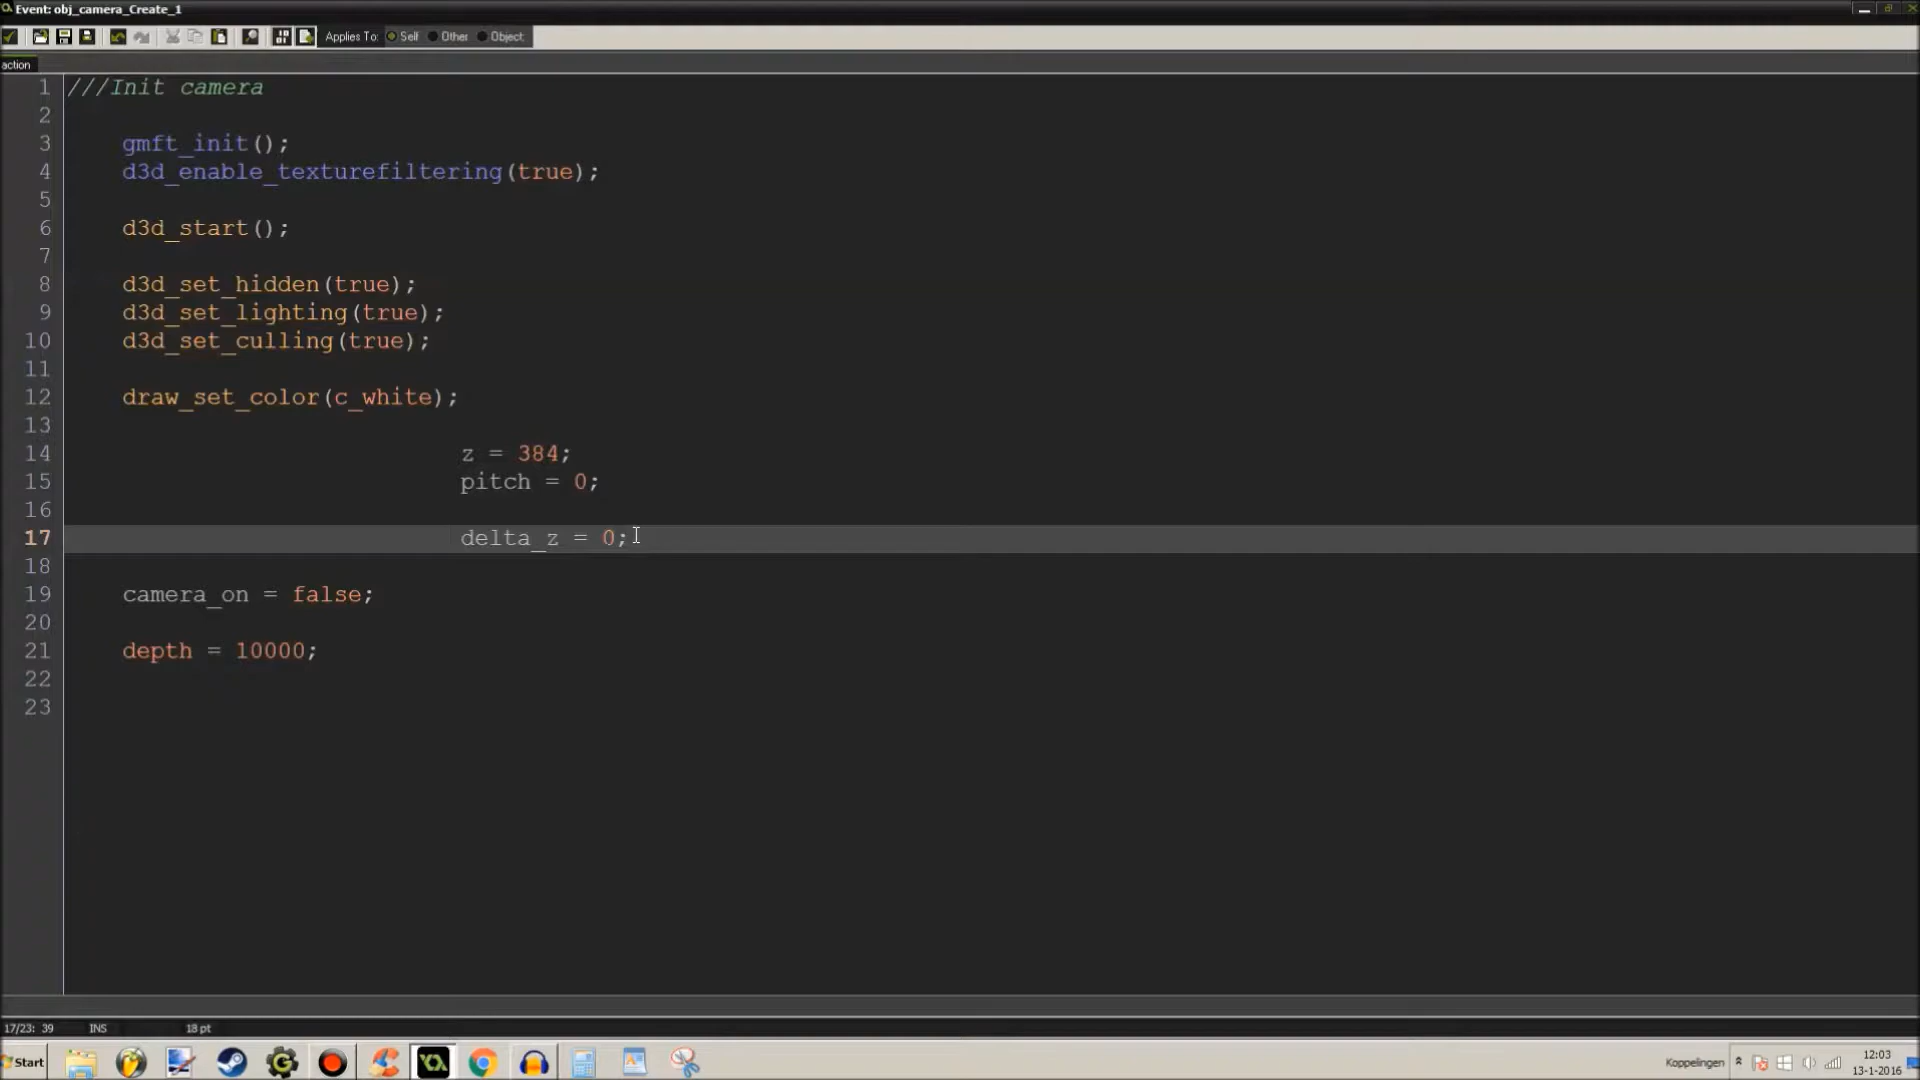 Event: obj_camera_Create_1
Applies To: Self Other Object
action
1 ///Init camera
2
3 gmft_init();
4 d3d_enable_texturefiltering(true);
5
6 d3d_start();
7
8 d3d_set_hidden(true);
9 d3d_set_lighting(true);
10 d3d_set_culling(true);
11
12 draw_set_color(c_white);
13
14 z = 384;
15 pitch = 0;
16
17 delta_z = 0;
18
19 camera_on = false;
20
21 depth = 10000;
22
23
17/23: 39 INS 18 pt
Start Koppelingen 12:03
13-1-2016